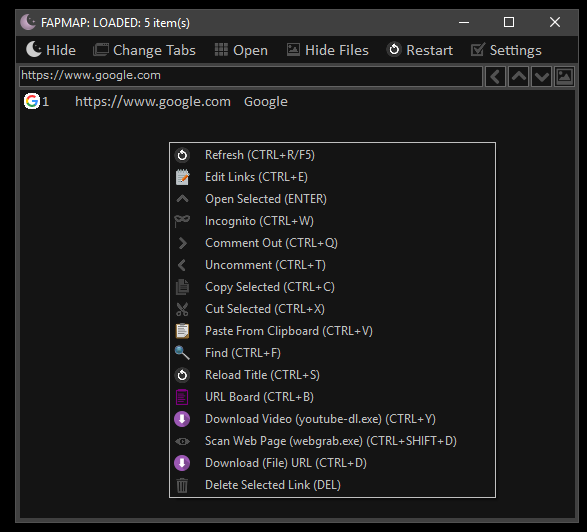 FAPMAP: LOADED: 5 item(s)
Hide Change Tabs Open Hide Files Restart Settings
https://www.google.com
1 https://www.google.com Google
Refresh (CTRL+R/F5)
Edit Links (CTRL+E)
Open Selected (ENTER)
Incognito (CTRL+W)
Comment Out (CTRL+Q)
Uncomment (CTRL+T)
Copy Selected (CTRL+C)
Cut Selected (CTRL+X)
Paste From Clipboard (CTRL+V)
Find (CTRL+F)
Reload Title (CTRL+S)
URL Board (CTRL+B)
Download Video (youtube-dl.exe) (CTRL+Y)
Scan Web Page (webgrab.exe) (CTRL+SHIFT+D)
Download (File) URL (CTRL+D)
Delete Selected Link (DEL)